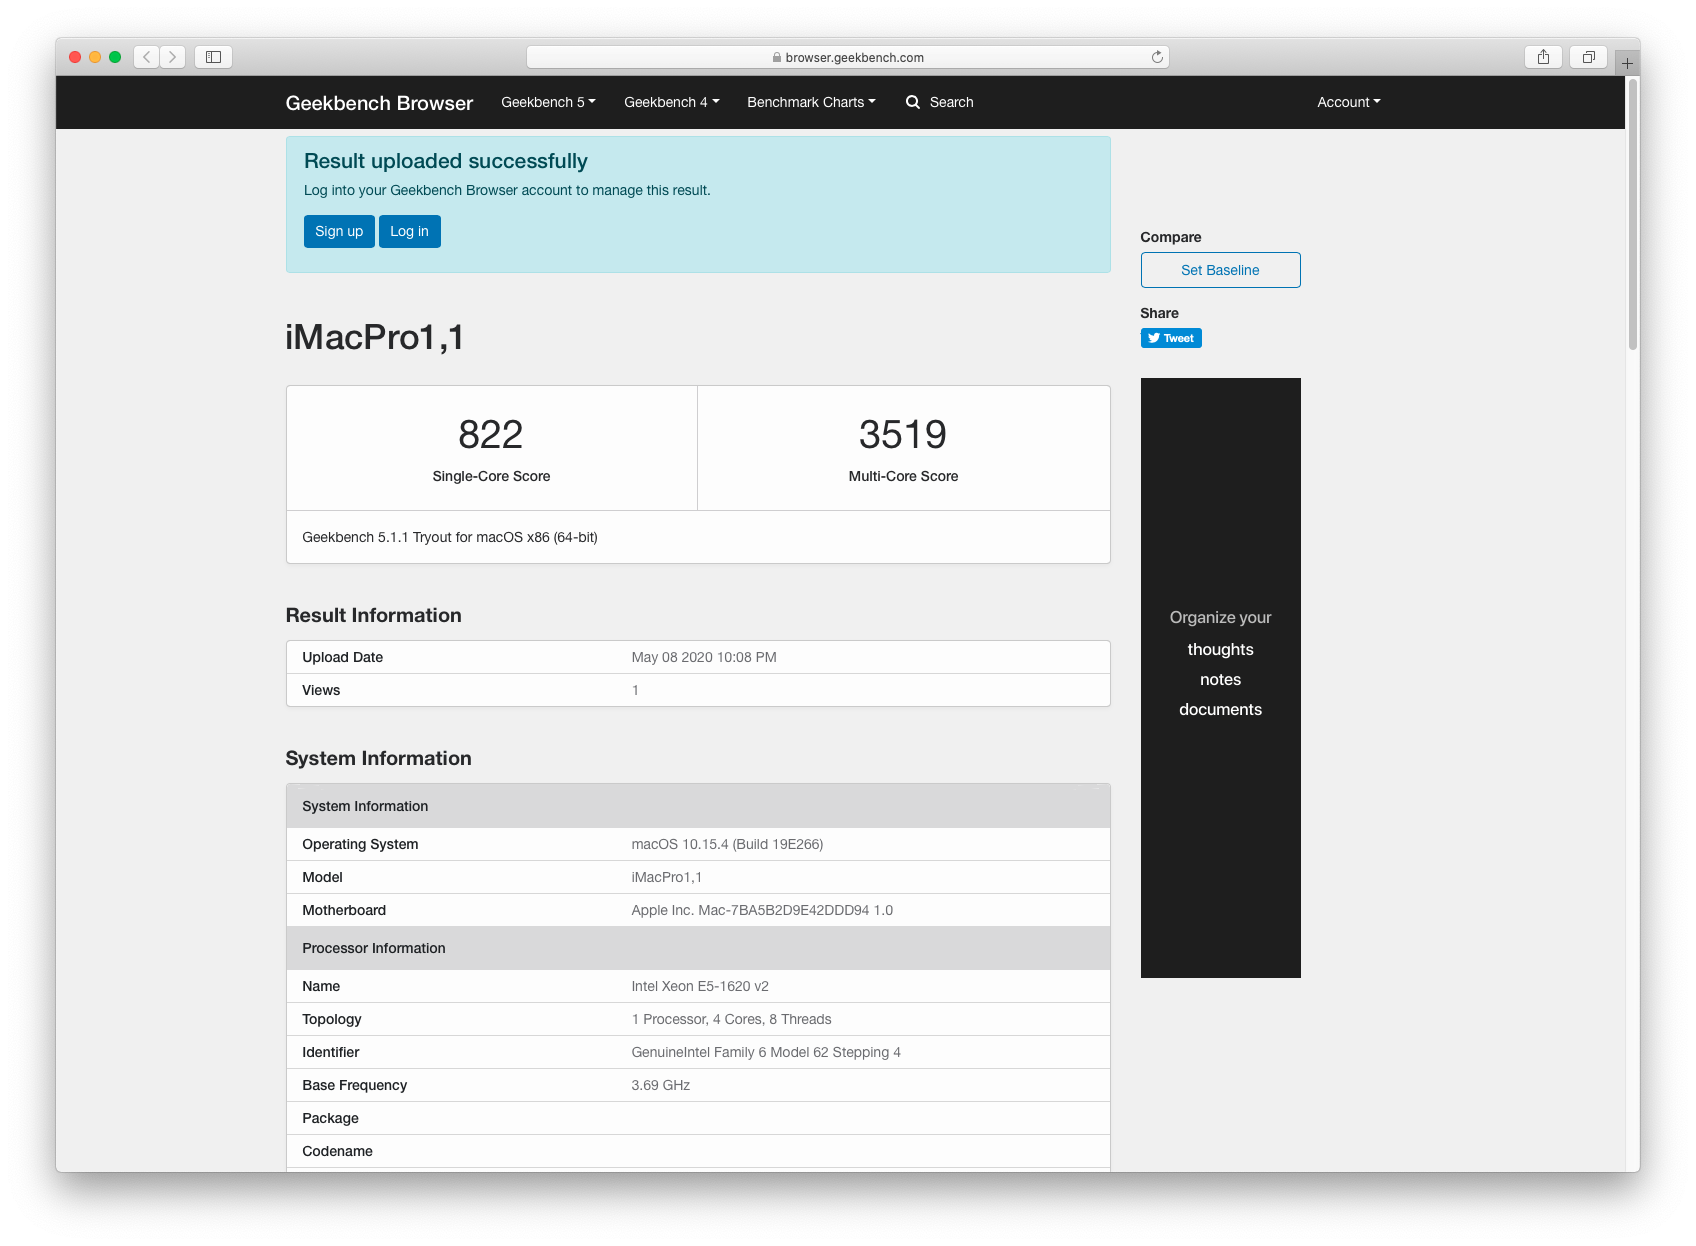 browser.geekbench.com
Geekbench Browser Geekbench 5 Geekbench 4 Benchmark Charts Search Account
Result uploaded successfully
Log into your Geekbench Browser account to manage this result.
Sign up Log in
Compare
Set Baseline
Share
Tweet
iMacPro1,1
822 3519
Single-Core Score Multi-Core Score
Geekbench 5.1.1 Tryout for macOS x86 (64-bit)
Result Information
Upload Date May 08 2020 10:08 PM
Views 1
System Information
System Information
Operating System macOS 10.15.4 (Build 19E266)
Model iMacPro1,1
Motherboard Apple Inc. Mac-7BA5B2D9E42DDD94 1.0
Processor Information
Name Intel Xeon E5-1620 v2
Topology 1 Processor, 4 Cores, 8 Threads
Identifier GenuineIntel Family 6 Model 62 Stepping 4
Base Frequency 3.69 GHz
Package
Codename
Organize your
thoughts
notes
documents